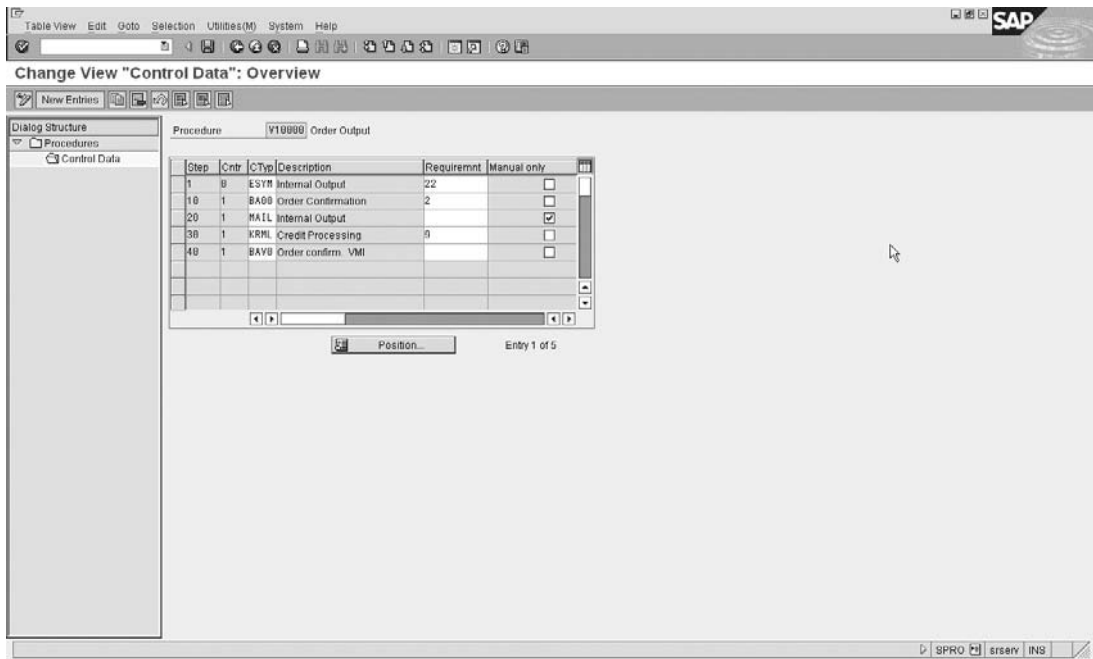 Table View Edit Goto Selection Utilities(M) System Help
SAP
Change View "Control Data": Overview
New Entries
Dialog Structure
Procedures
Control Data
Procedure V10000 Order Output
Step Cntr CTyp Description Requiremnt Manual only
1 0 ESYM Internal Output 22
10 1 BA00 Order Confirmation 2
20 1 MAIL Internal Output
30 1 KRML Credit Processing 9
40 1 BAV0 Order confirm. VMI
Position... Entry 1 of 5
SPRO srserv INS